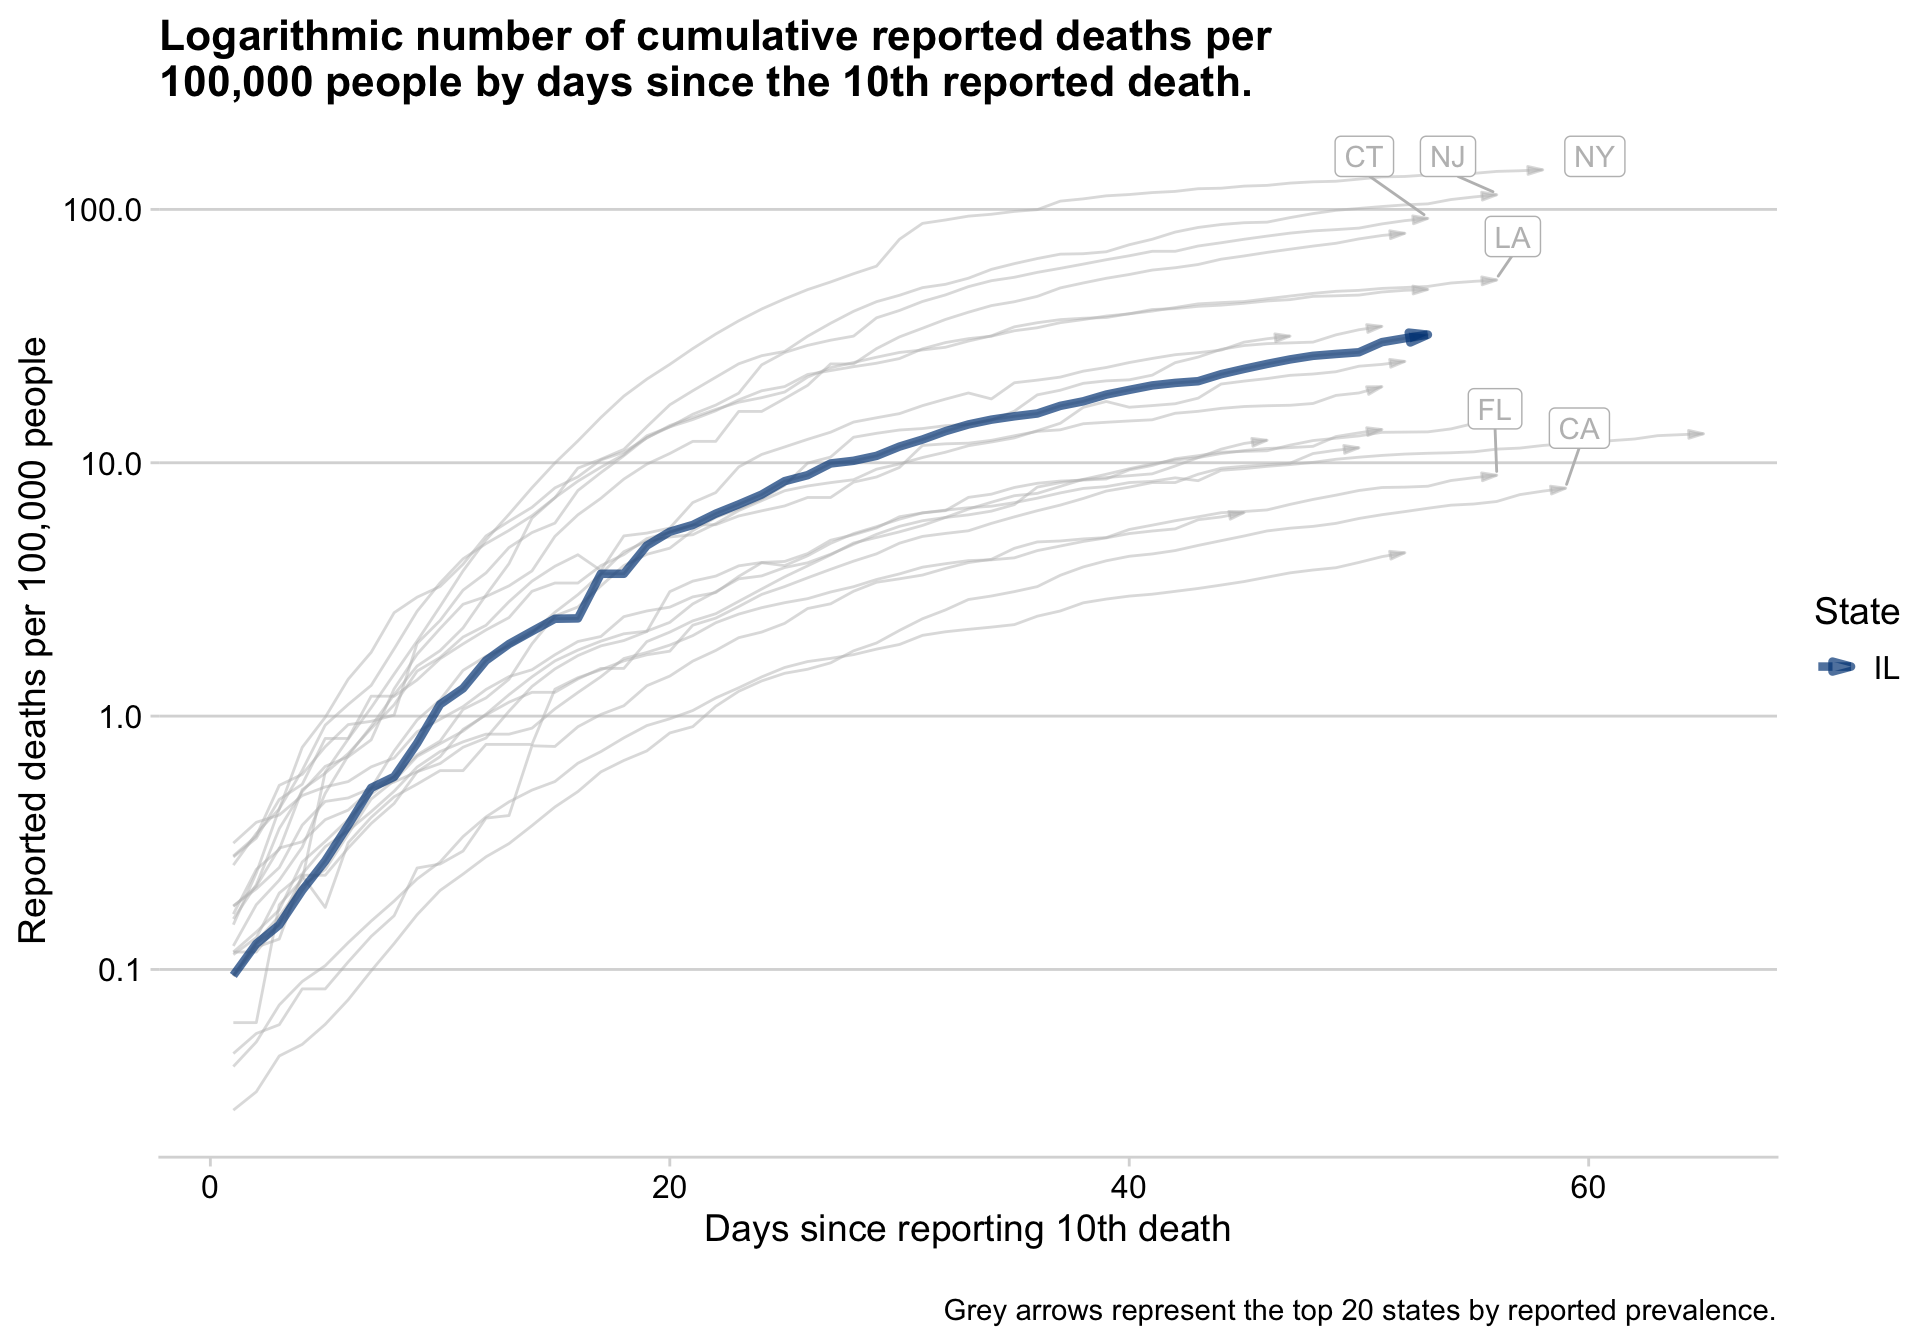 Logarithmic number of cumulative reported deaths per
100,000 people by days since the 10th reported death.
CT
NJ
NY
LA
FL
CA
100.0
10.0
1.0
0.1
Reported deaths per 100,000 people
0
20
40
60
Days since reporting 10th death
State
IL
Grey arrows represent the top 20 states by reported prevalence.